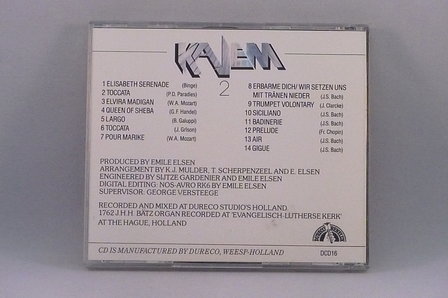 KAJEM
2
1 ELISABETH SERENADE (Binge)
2 TOCCATA (P.D. Paradies)
3 ELVIRA MADIGAN (W.A. Mozart)
4 QUEEN OF SHEBA (G.F. Handel)
5 LARGO (B. Galuppi)
6 TOCCATA (J. Grison)
7 POUR MARIKE (W.A. Mozart)
8 ERBARME DICH/ WIR SETZEN UNS
MIT TRÄNEN NIEDER (J.S. Bach)
9 TRUMPET VOLONTARY (J. Clarcke)
10 SICILIANO (J.S. Bach)
11 BADINERIE (J.S. Bach)
12 PRELUDE (Fr. Chopin)
13 AIR (J.S. Bach)
14 GIGUE (J.S. Bach)
PRODUCED BY EMILE ELSEN
ARRANGEMENT BY K.J. MULDER, T. SCHERPENZEEL AND E. ELSEN
ENGINEERED BY SIJTZE GARDENIER AND EMILE ELSEN
DIGITAL EDITING: NOS-AVRO RK6 BY EMILE ELSEN
SUPERVISOR: GEORGE VERSTEEGE
RECORDED AND MIXED AT DURECO STUDIO'S HOLLAND.
1762 J.H.H. BÄTZ ORGAN RECORDED AT 'EVANGELISCH-LUTHERSE KERK'
AT THE HAGUE, HOLLAND
CD IS MANUFACTURED BY DURECO, WEESP-HOLLAND
DCD16